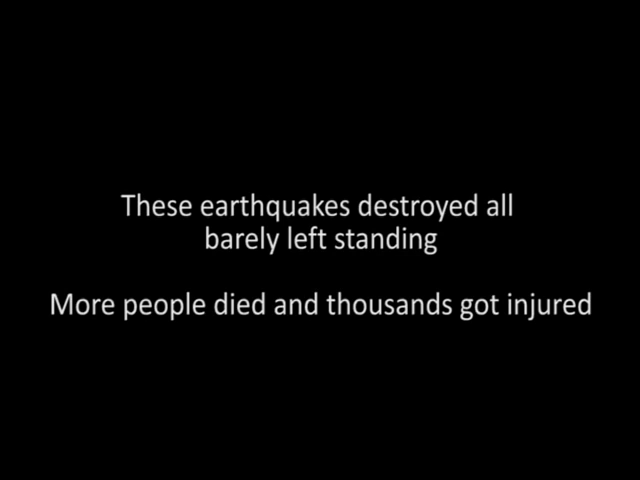 These earthquakes destroyed all
barely left standing
More people died and thousands got injured